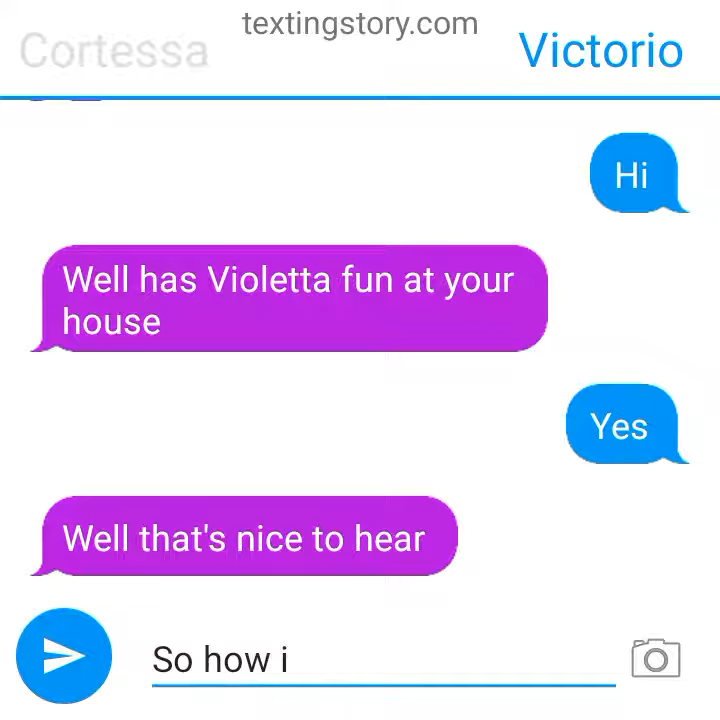 textingstory.com
Cortessa
Victorio
Hi
Well has Violetta fun at your
house
Yes
Well that's nice to hear
So how i